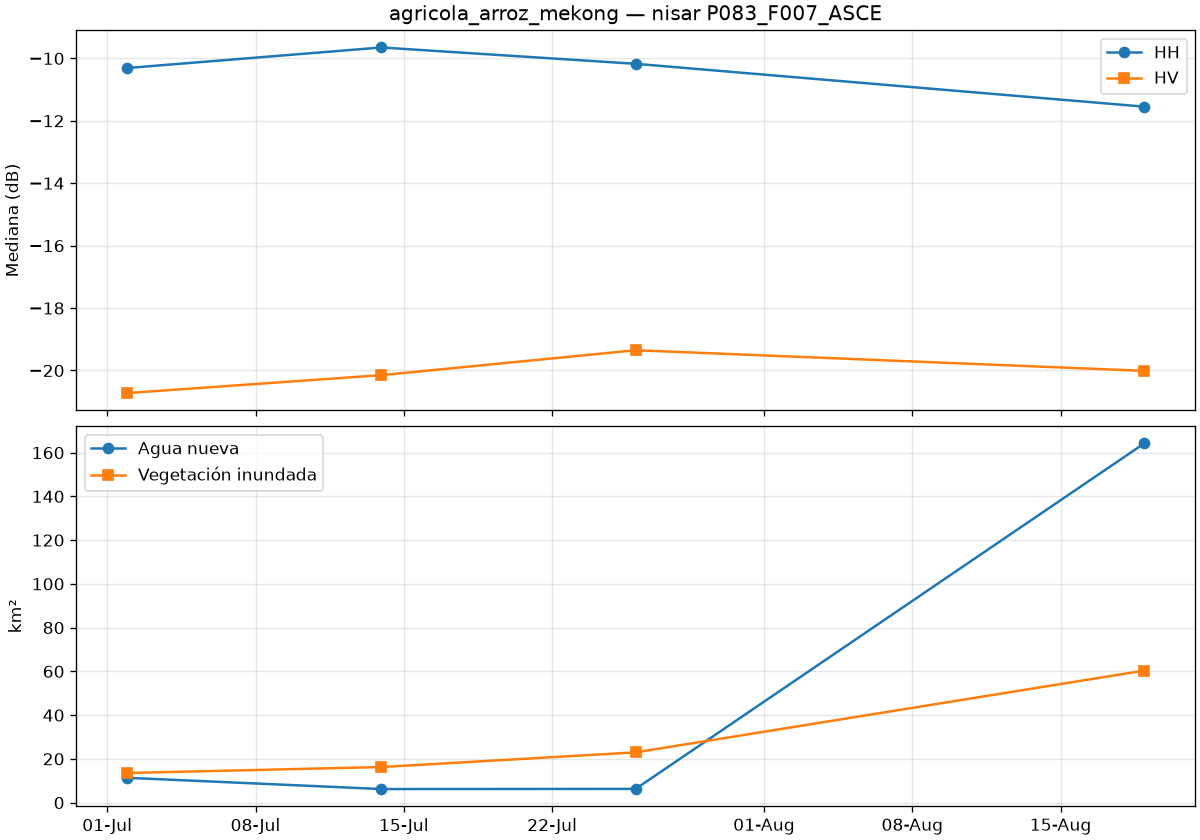 agricola_arroz_mekong — nisar P083_F007_ASCE
Mediana (dB)
−10
−12
−14
−16
−18
−20
HH
HV
km²
160
140
120
100
80
60
40
20
0
Agua nueva
Vegetación inundada
01-Jul 08-Jul 15-Jul 22-Jul 01-Aug 08-Aug 15-Aug